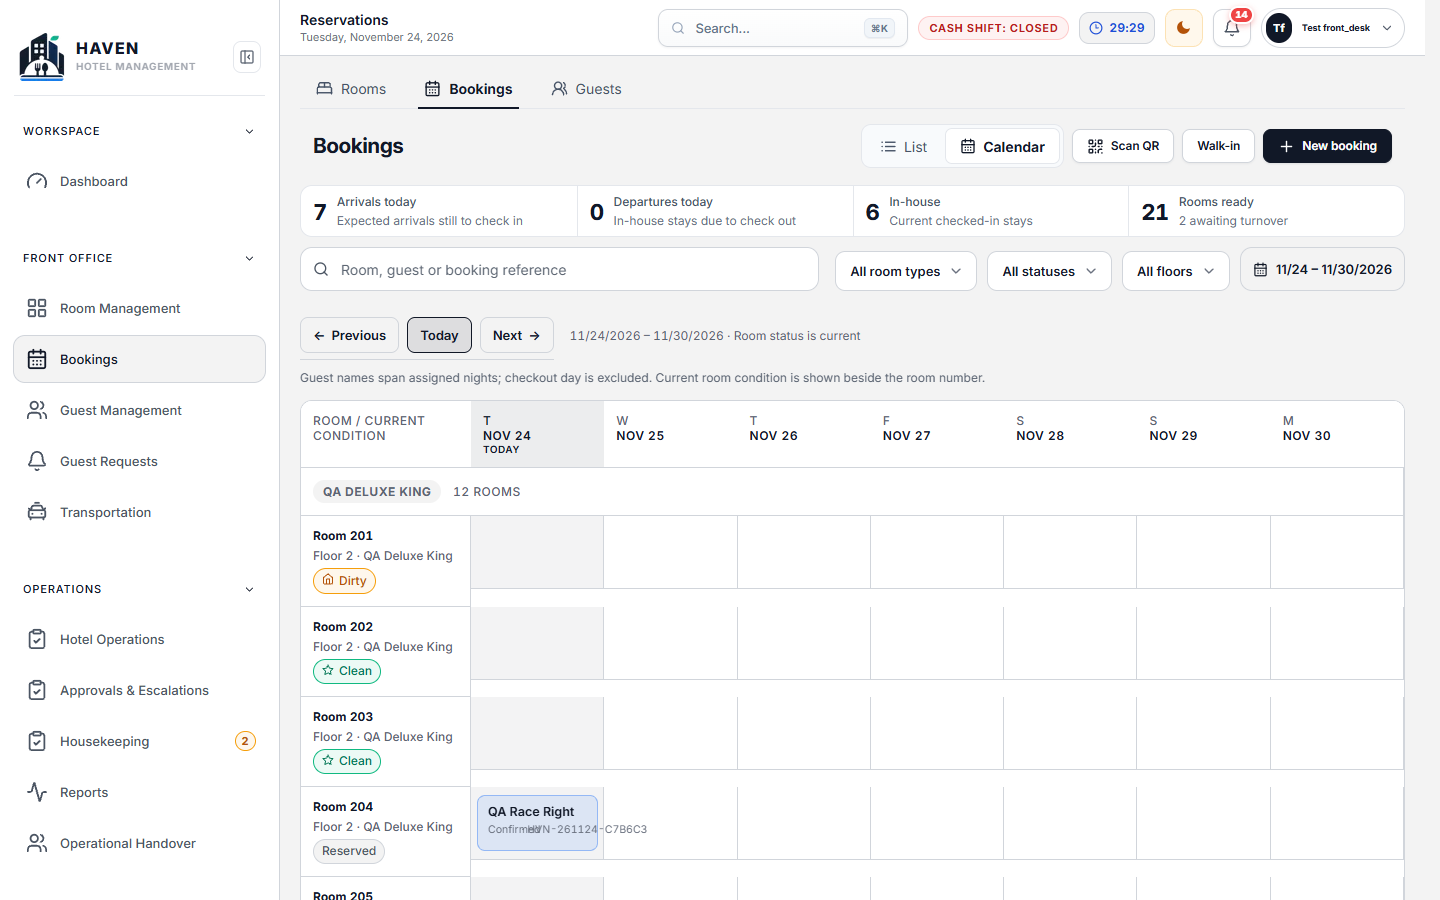 HAVEN
HOTEL MANAGEMENT
WORKSPACE
Dashboard
FRONT OFFICE
Room Management
Bookings
Guest Management
Guest Requests
Transportation
OPERATIONS
Hotel Operations
Approvals & Escalations
Housekeeping 2
Reports
Operational Handover
Reservations
Tuesday, November 24, 2026
Search... ⌘K
CASH SHIFT: CLOSED
29:29
14
Tf Test front_desk
Rooms Bookings Guests
Bookings
List Calendar Scan QR Walk-in New booking
7 Arrivals today
Expected arrivals still to check in
0 Departures today
In-house stays due to check out
6 In-house
Current checked-in stays
21 Rooms ready
2 awaiting turnover
Room, guest or booking reference
All room types All statuses All floors 11/24 – 11/30/2026
← Previous Today Next → 11/24/2026 – 11/30/2026 · Room status is current
Guest names span assigned nights; checkout day is excluded. Current room condition is shown beside the room number.
ROOM / CURRENT CONDITION
T NOV 24 TODAY
W NOV 25
T NOV 26
F NOV 27
S NOV 28
S NOV 29
M NOV 30
QA DELUXE KING 12 ROOMS
Room 201
Floor 2 · QA Deluxe King
Dirty
Room 202
Floor 2 · QA Deluxe King
Clean
Room 203
Floor 2 · QA Deluxe King
Clean
Room 204
Floor 2 · QA Deluxe King
Reserved
QA Race Right
Confirmed HVN-261124-C7B6C3
Room 205